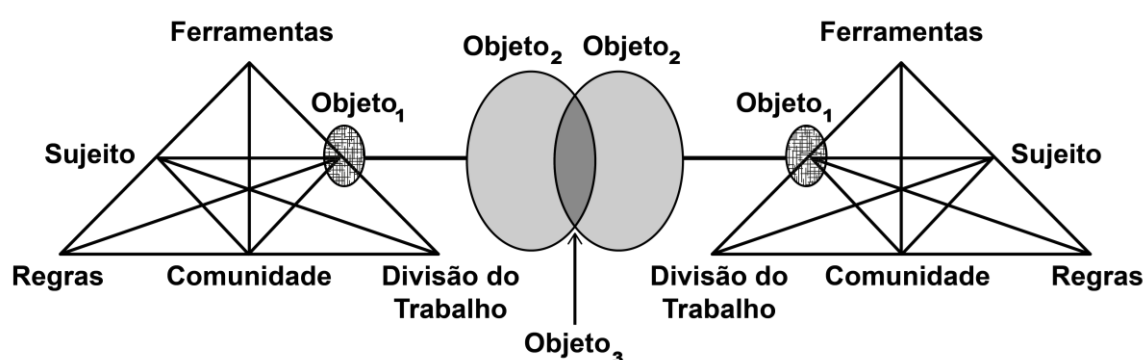 Ferramentas
Ferramentas
Objeto2
Objeto2
Objeto1
Objeto1
Sujeito
Sujeito
Regras
Comunidade
Divisão do
Trabalho
Divisão do
Trabalho
Comunidade
Regras
Objeto3